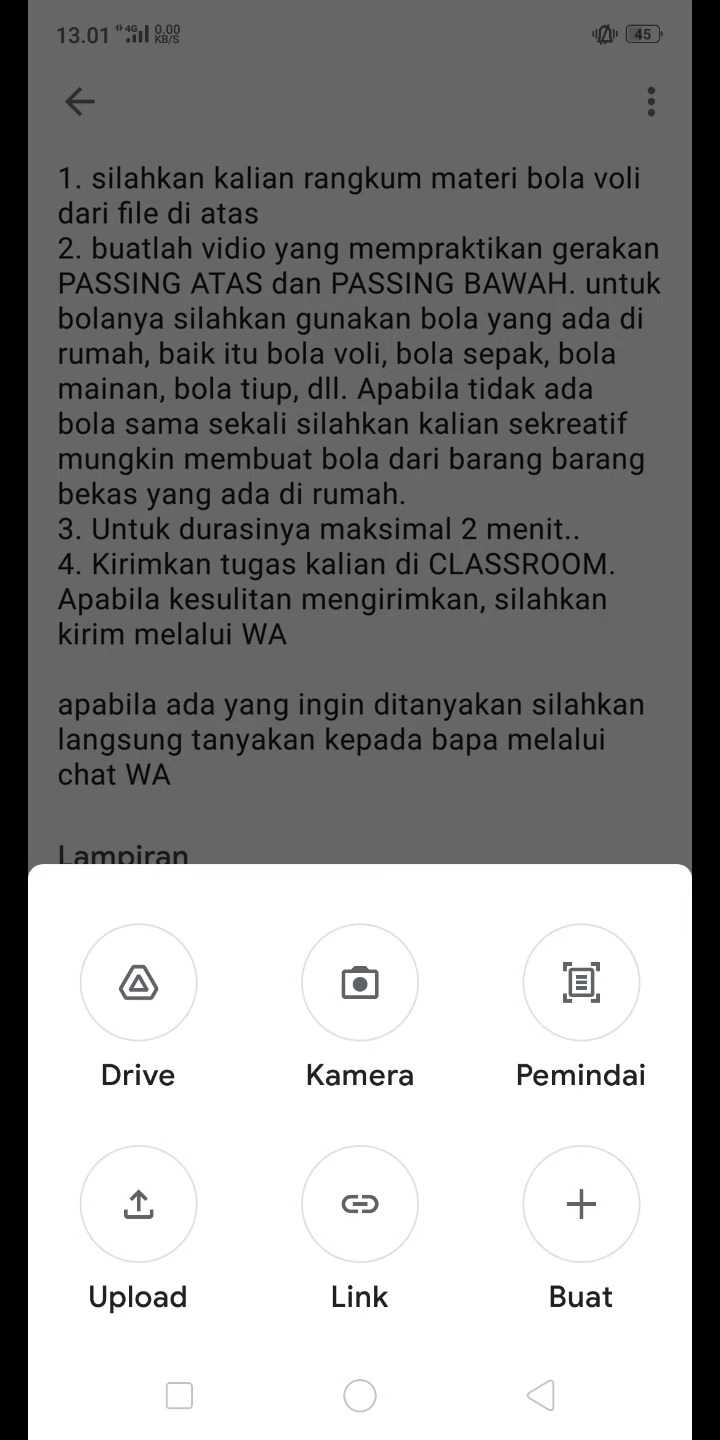 13.01 4G 0.00 KB/S 45
1. silahkan kalian rangkum materi bola voli
dari file di atas
2. buatlah vidio yang mempraktikan gerakan
PASSING ATAS dan PASSING BAWAH. untuk
bolanya silahkan gunakan bola yang ada di
rumah, baik itu bola voli, bola sepak, bola
mainan, bola tiup, dll. Apabila tidak ada
bola sama sekali silahkan kalian sekreatif
mungkin membuat bola dari barang barang
bekas yang ada di rumah.
3. Untuk durasinya maksimal 2 menit..
4. Kirimkan tugas kalian di CLASSROOM.
Apabila kesulitan mengirimkan, silahkan
kirim melalui WA
apabila ada yang ingin ditanyakan silahkan
langsung tanyakan kepada bapa melalui
chat WA
Lampiran
Drive Kamera Pemindai
Upload Link Buat